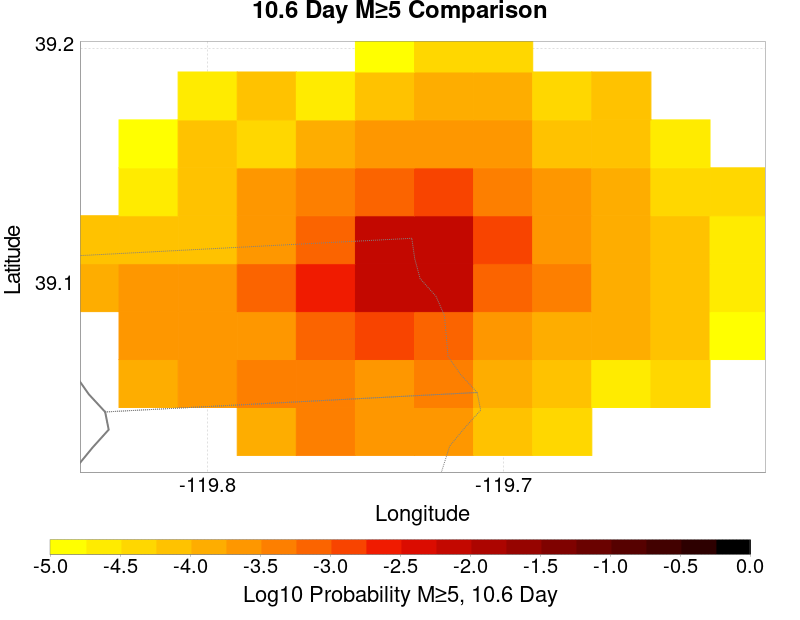 10.6 Day M≥5 Comparison
39.2
39.1
Latitude
-119.8 -119.7
Longitude
-5.0 -4.5 -4.0 -3.5 -3.0 -2.5 -2.0 -1.5 -1.0 -0.5 0.0
Log10 Probability M≥5, 10.6 Day